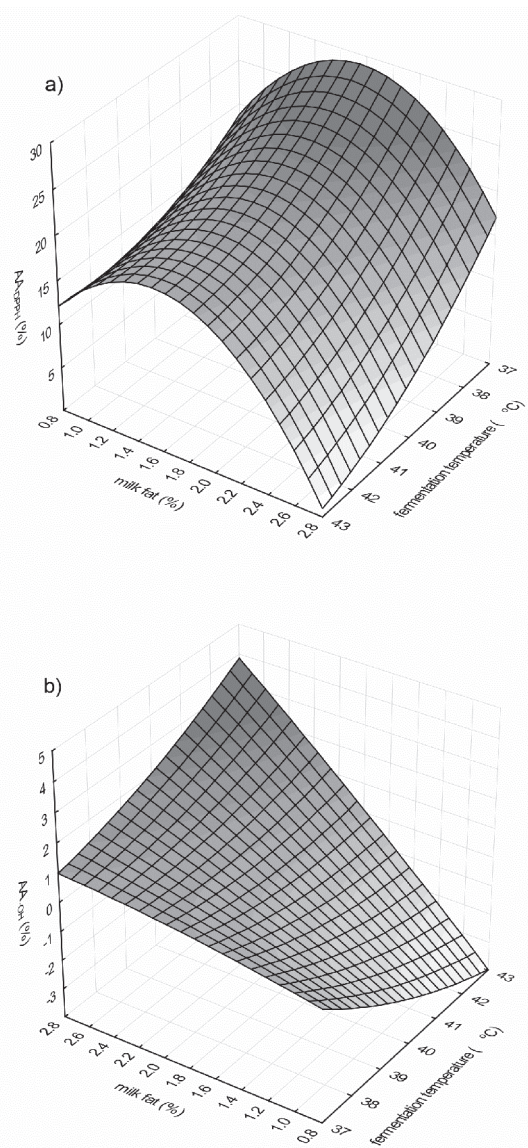 a)
30
25
20
15
10
5
AA DPPH (%)
0.8 1.0 1.2 1.4 1.6 1.8 2.0 2.2 2.4 2.6 2.8
milk fat (%)
37
38
39
40
41
42
43
fermentation temperature ( °C)
b)
5
4
3
2
1
0
-1
-2
-3
AA ·OH (%)
2.8 2.6 2.4 2.2 2.0 1.8 1.6 1.4 1.2 1.0 0.8
milk fat (%)
43
42
41
40
39
38
37
fermentation temperature ( °C)